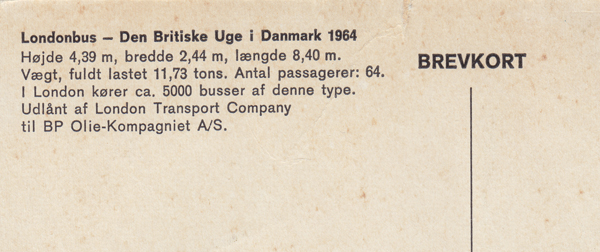 Londonbus – Den Britiske Uge i Danmark 1964
Højde 4,39 m, bredde 2,44 m, længde 8,40 m.
Vægt, fuldt lastet 11,73 tons. Antal passagerer: 64.
I London kører ca. 5000 busser af denne type.
Udlånt af London Transport Company
til BP Olie-Kompagniet A/S.
BREVKORT